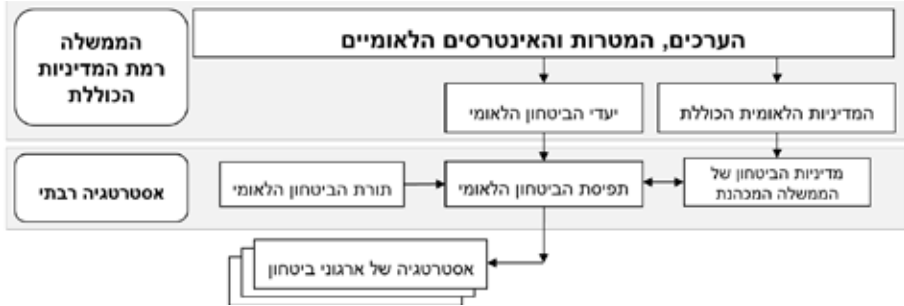 הממשלה
רמת המדיניות
הכוללת
הערכים, המטרות והאינטרסים הלאומיים
המדיניות הלאומית הכוללת
יעדי הביטחון הלאומי
אסטרטגיה רבתי
מדיניות הביטחון של
הממשלה המכהנת
תפיסת הביטחון הלאומי
תורת הביטחון הלאומי
אסטרטגיה של ארגוני ביטחון